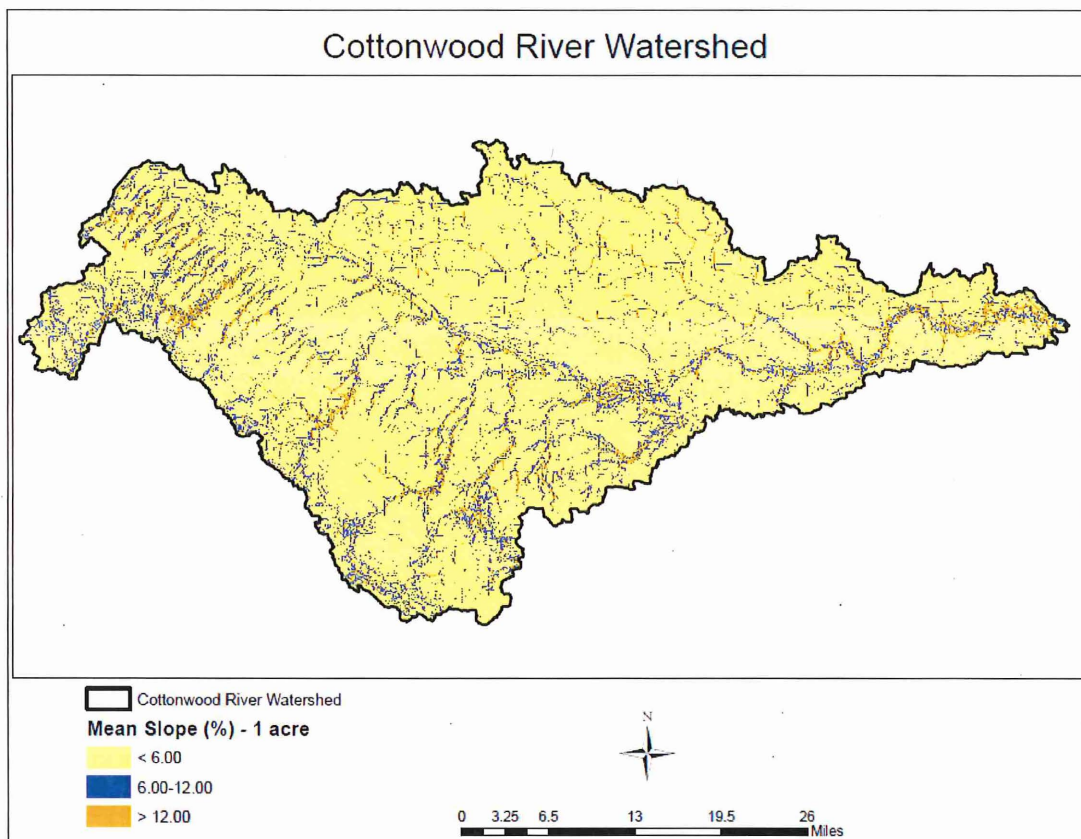 Cottonwood River Watershed
Cottonwood River Watershed
Mean Slope (%) - 1 acre
< 6.00
6.00-12.00
> 12.00
N
0 3.25 6.5 13 19.5 26
Miles